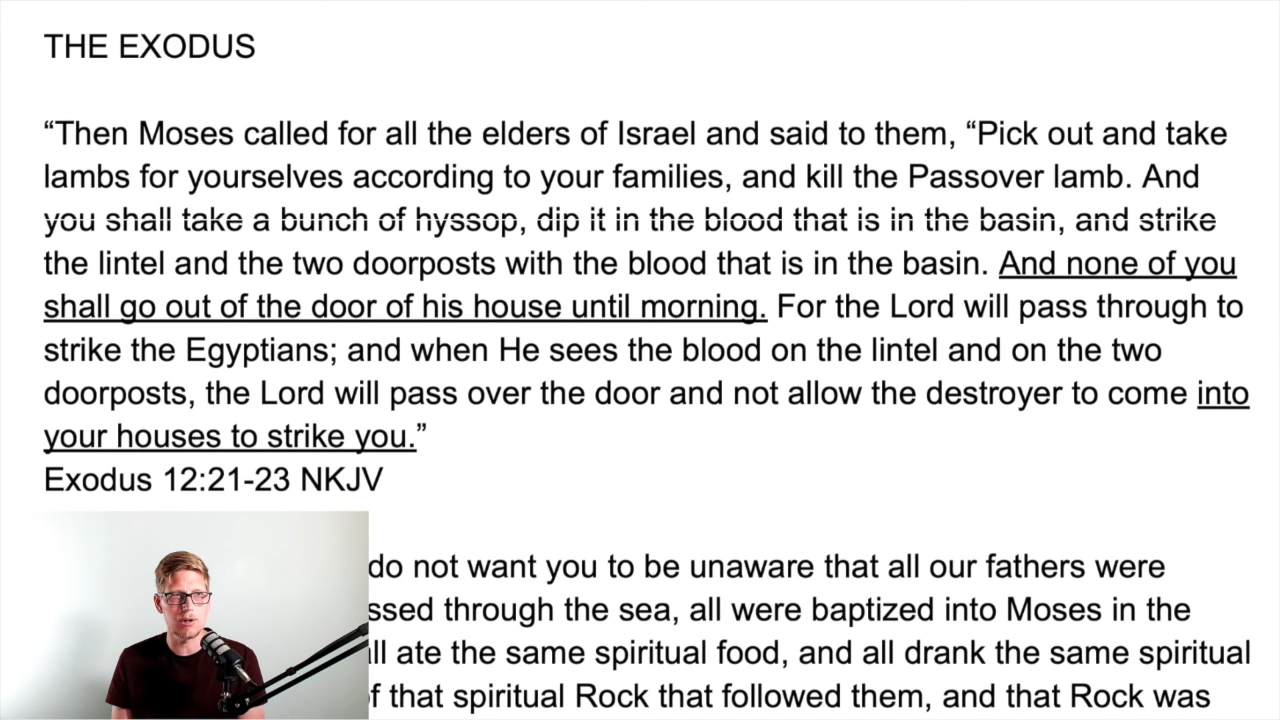 THE EXODUS
“Then Moses called for all the elders of Israel and said to them, “Pick out and take
lambs for yourselves according to your families, and kill the Passover lamb. And
you shall take a bunch of hyssop, dip it in the blood that is in the basin, and strike
the lintel and the two doorposts with the blood that is in the basin. And none of you
shall go out of the door of his house until morning. For the Lord will pass through to
strike the Egyptians; and when He sees the blood on the lintel and on the two
doorposts, the Lord will pass over the door and not allow the destroyer to come into
your houses to strike you.”
Exodus 12:21-23 NKJV
do not want you to be unaware that all our fathers were
through the sea, all were baptized into Moses in the
ate the same spiritual food, and all drank the same spiritual
that spiritual Rock that followed them, and that Rock was